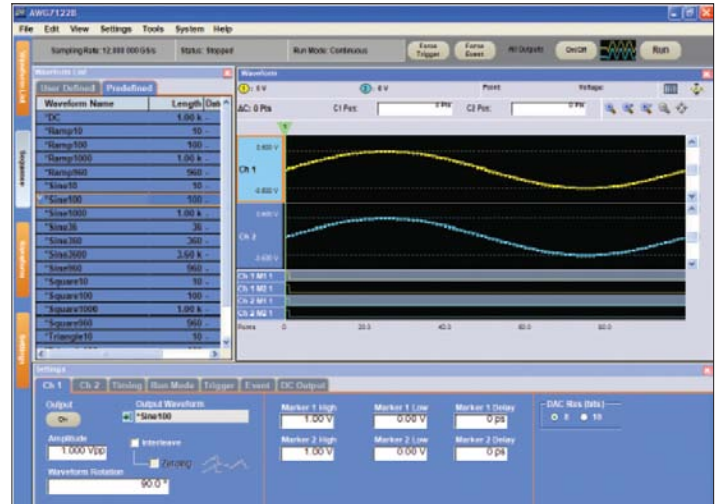 AWG7122B
File Edit View Settings Tools System Help
Sampling Rate: 12.000 000 GS/s Status: Stopped Run Mode: Continuous Force Trigger Force Event All Outputs On/Off Run
Waveform List
User Defined Predefined
Waveform Name Length Date
*DC 1.00 k -
*Ramp10 10 -
*Ramp100 100 -
*Ramp1000 1.00 k -
*Ramp960 960 -
*Sine10 10 -
*Sine100 100 -
*Sine1000 1.00 k -
*Sine36 36 -
*Sine360 360 -
*Sine3600 3.60 k -
*Sine960 960 -
*Square10 10 -
*Square100 100 -
*Square1000 1.00 k -
*Square960 960 -
*Triangle10 10 -
Waveform List
Sequence
Waveform
Settings
Waveform
1: 0 V 2: 0 V Point: Voltage:
ΔC: 0 Pts C1 Pos: 0 Pts C2 Pos: 0 Pts
Ch 1
-0.600 V
Ch 2
-0.600 V
Ch 1 M1 1
Ch 1 M2 1
Ch 2 M1 1
Ch 2 M2 1
Points 0 20.0 40.0 60.0 80.0
Settings
Ch 1 Ch 2 Timing Run Mode Trigger Event DC Output
Output
On
Output Waveform
*Sine100
Amplitude
1.000 Vpp
Interleave
Zeroing
Waveform Rotation
90.0 °
Marker 1 High
1.00 V
Marker 1 Low
0.00 V
Marker 1 Delay
0 ps
Marker 2 High
1.00 V
Marker 2 Low
0.00 V
Marker 2 Delay
0 ps
DAC Res (bits)
8 10